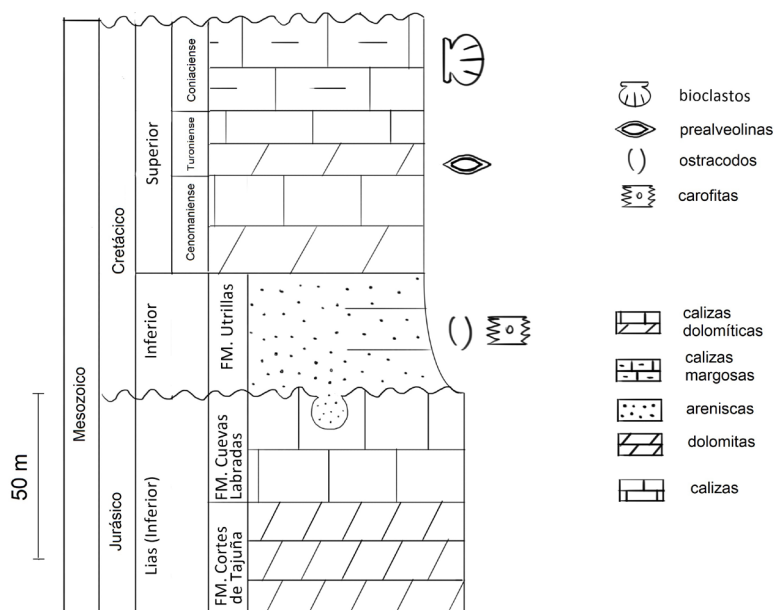 Mesozoico
Cretácico
Jurásico
Superior
Inferior
Lias (Inferior)
Coniaciense
Turoniense
Cenomaniense
FM. Utrillas
FM. Cuevas
Labradas
FM. Cortes
de Tajuña
50 m
bioclastos
prealveolinas
ostracodos
carofitas
calizas
dolomíticas
calizas
margosas
areniscas
dolomitas
calizas